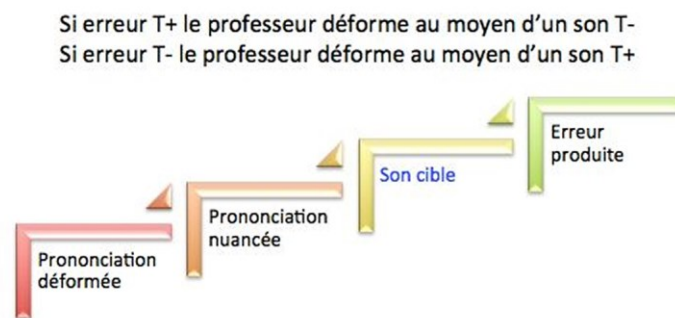 Si erreur T+ le professeur déforme au moyen d’un son T-
Si erreur T- le professeur déforme au moyen d’un son T+
Erreur
produite
Son cible
Prononciation
nuancée
Prononciation
déformée